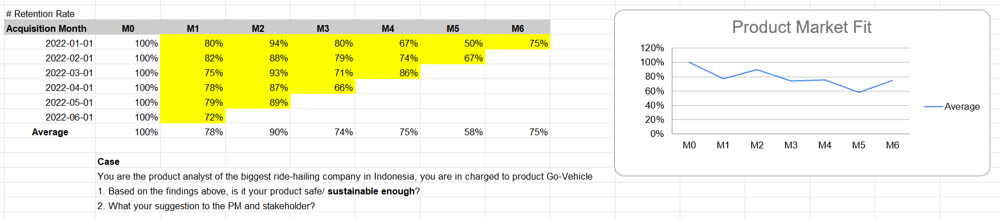 # Retention Rate
Acquisition Month M0 M1 M2 M3 M4 M5 M6
2022-01-01 100% 80% 94% 80% 67% 50% 75%
2022-02-01 100% 82% 88% 79% 74% 67%
2022-03-01 100% 75% 93% 71% 86%
2022-04-01 100% 78% 87% 66%
2022-05-01 100% 79% 89%
2022-06-01 100% 72%
Average 100% 78% 90% 74% 75% 58% 75%
Case
You are the product analyst of the biggest ride-hailing company in Indonesia, you are in charged to product Go-Vehicle
1. Based on the findings above, is it your product safe/ sustainable enough?
2. What your suggestion to the PM and stakeholder?
Product Market Fit
120%
100%
80%
60%
40%
20%
0%
M0 M1 M2 M3 M4 M5 M6
Average